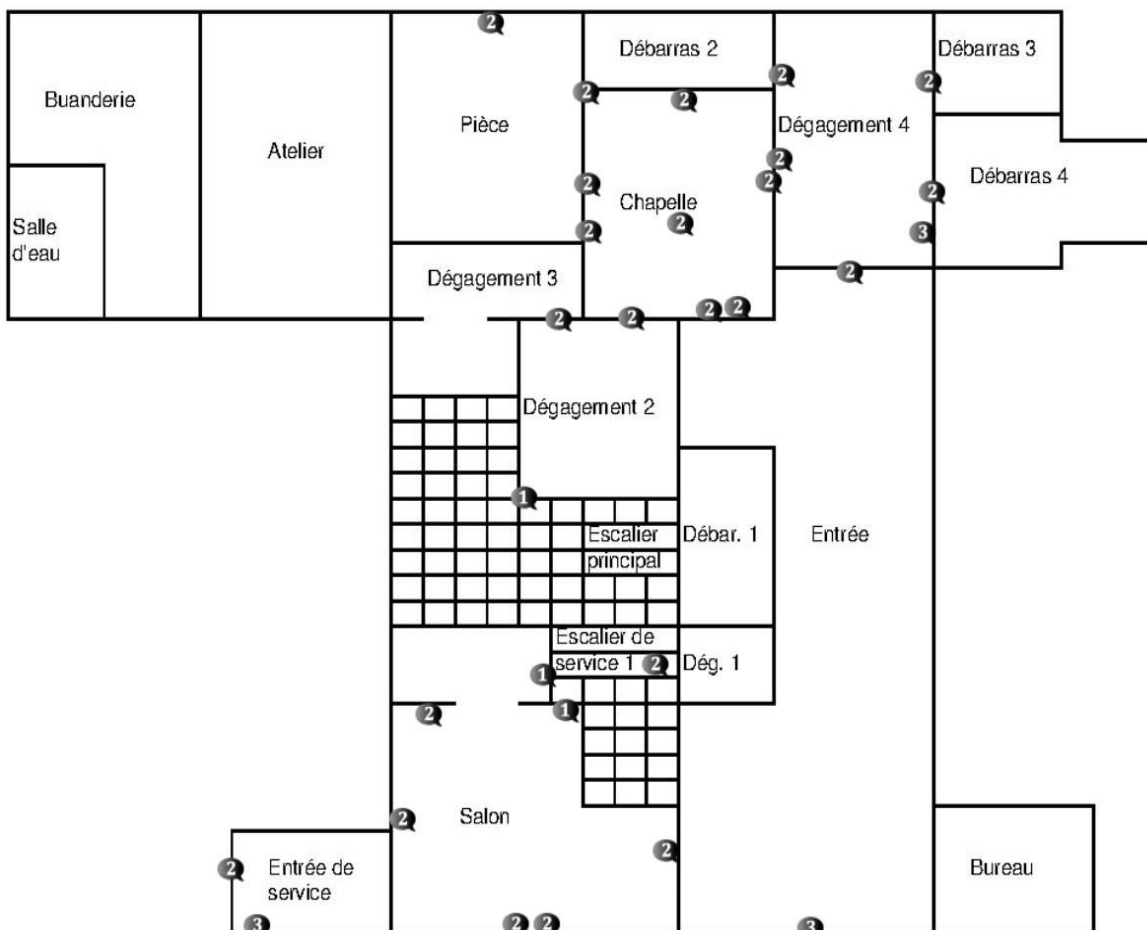 2
Débarras 2
Débarras 3
2
2
Buanderie
2
2
Pièce
Dégagement 4
Atelier
2
2
2
Débarras 4
2
Chapelle
Salle
d'eau
2
2
3
Dégagement 3
2
2
2
2
2
Dégagement 2
1
Escalier
principal
Débar. 1
Entrée
Escalier de
service 1
2
Dég. 1
1
2
1
Salon
2
2
2
Entrée de
service
Bureau
3
2
2
3